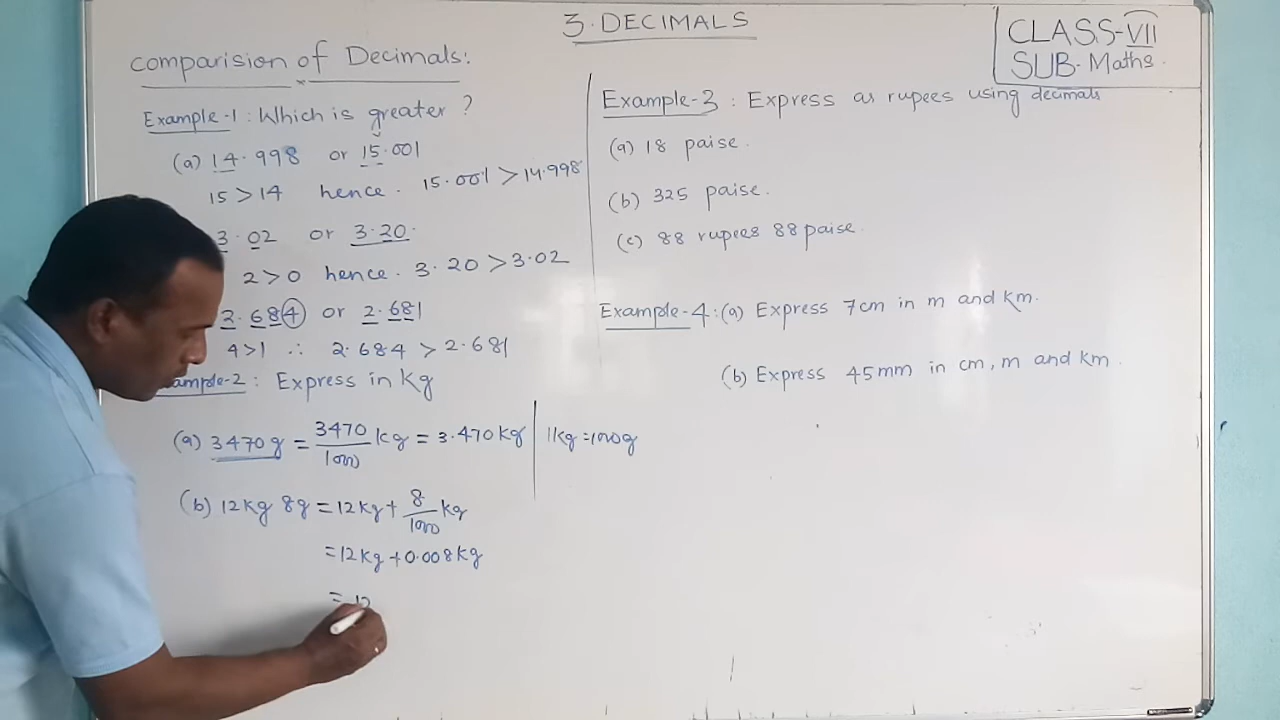 3. DECIMALS
CLASS-VII
SUB. Maths.
comparision of Decimals:
Example-1: Which is greater ?
(a) 14.998 or 15.001
15 > 14 hence. 15.001 > 14.998
3.02 or 3.20.
2 > 0 hence. 3.20 > 3.02
2.684 or 2.681
4>1 ∴ 2.684 > 2.681
Example-2 : Express in Kg
(a) 3470 g = 3470/1000 kg = 3.470 kg | 1kg = 1000g
(b) 12 Kg 8g = 12 Kg + 8/1000 kg
= 12 Kg + 0.008 Kg
= 12
Example-3 : Express as rupees using decimals
(a) 18 paise.
(b) 325 paise.
(c) 88 rupees 88 paise.
Example-4 : (a) Express 7cm in m and km.
(b) Express 45mm in cm, m and km.